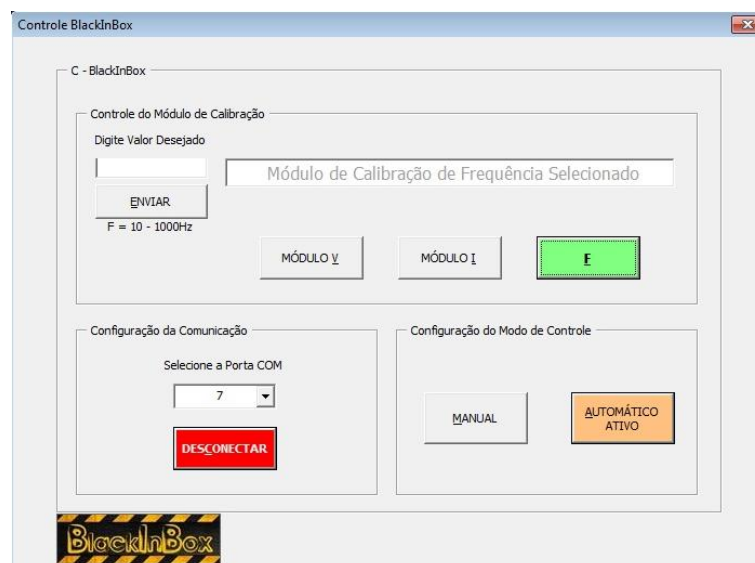 Controle BlackInBox
C - BlackInBox
Controle do Módulo de Calibração
Digite Valor Desejado
Módulo de Calibração de Frequência Selecionado
ENVIAR
F = 10 - 1000Hz
MÓDULO V
MÓDULO I
F
Configuração da Comunicação
Selecione a Porta COM
7
DESCONECTAR
Configuração do Modo de Controle
MANUAL
AUTOMÁTICO
ATIVO
BlackInBox